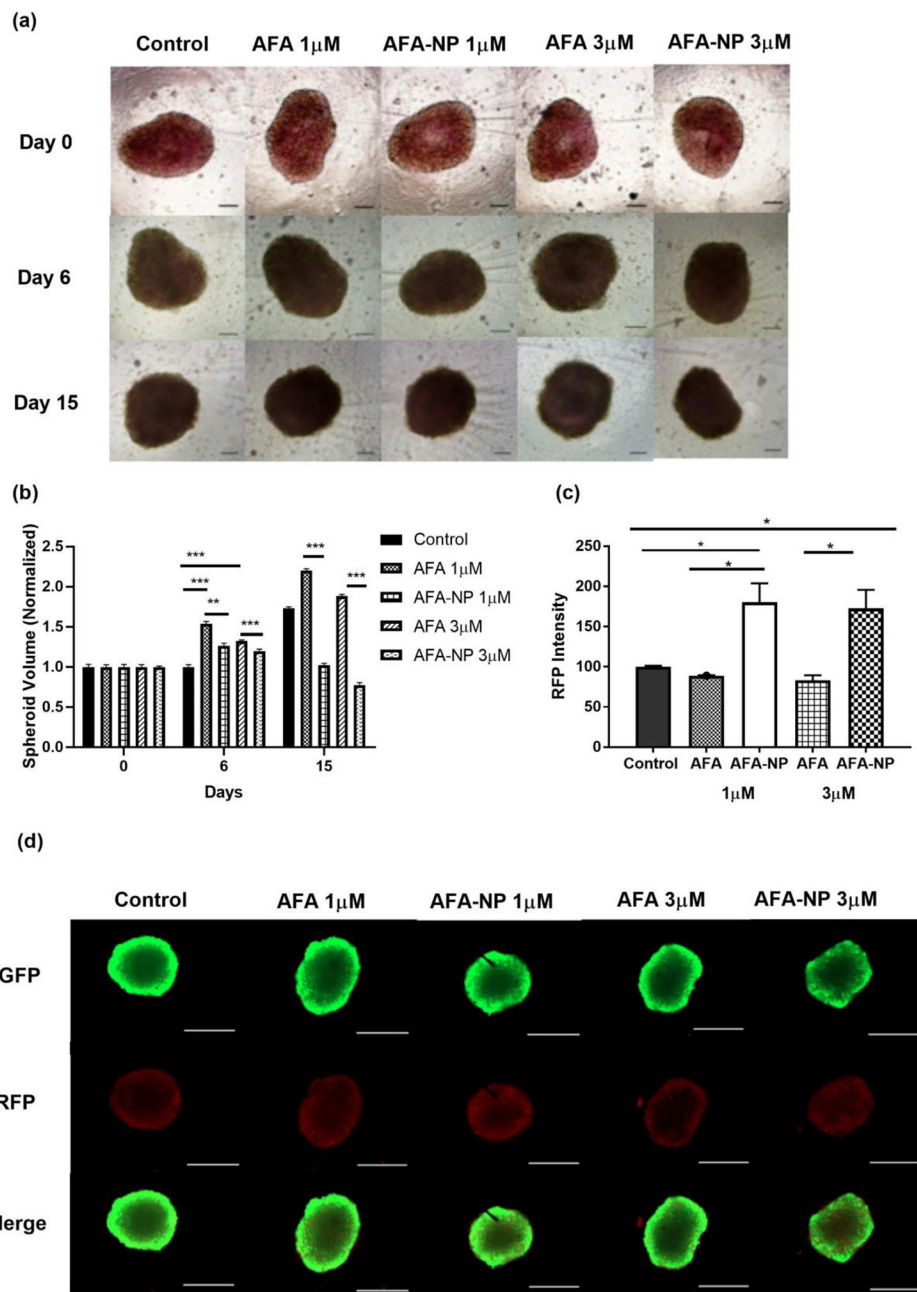 (a)
Control AFA 1μM AFA-NP 1μM AFA 3μM AFA-NP 3μM
Day 0
Day 6
Day 15
(b)
Spheroid Volume (Normalized)
2.5
2.0
1.5
1.0
0.5
0.0
0 6 15
Days
*** *** ** *** *** ***
Control
AFA 1μM
AFA-NP 1μM
AFA 3μM
AFA-NP 3μM
(c)
RFP Intensity
250
200
150
100
50
0
* * * *
Control AFA AFA-NP AFA AFA-NP
1μM 3μM
(d)
Control AFA 1μM AFA-NP 1μM AFA 3μM AFA-NP 3μM
GFP
RFP
Merge